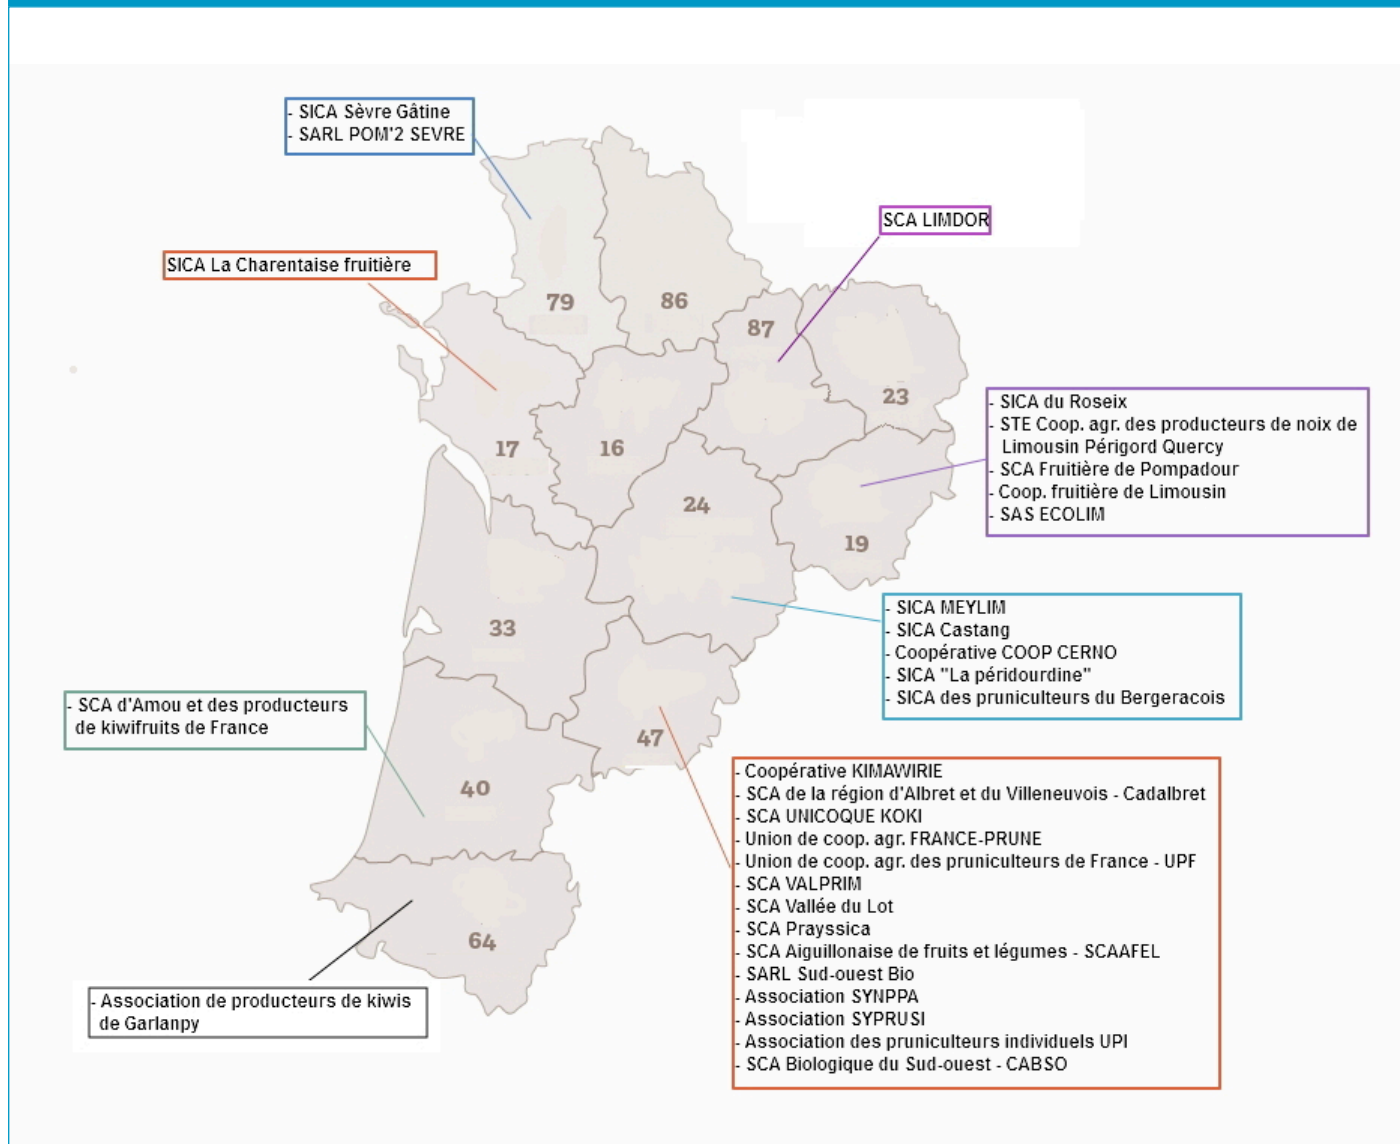 - SICA Sèvre Gâtine
- SARL POM'2 SEVRE
SCA LIMDOR
SICA La Charentaise fruitière
79
86
87
23
- SICA du Roseix
- STE Coop. agr. des producteurs de noix de
Limousin Périgord Quercy
- SCA Fruitière de Pompadour
- Coop. fruitière de Limousin
- SAS ECOLIM
17
16
24
19
33
- SICA MEYLIM
- SICA Castang
- Coopérative COOP CERNO
- SICA "La péridourdine"
- SICA des pruniculteurs du Bergeracois
- SCA d'Amou et des producteurs
de kiwifruits de France
47
40
- Coopérative KIMAWIRIE
- SCA de la région d'Albret et du Villeneuvois - Cadalbret
- SCA UNICOQUE KOKI
- Union de coop. agr. FRANCE-PRUNE
- Union de coop. agr. des pruniculteurs de France - UPF
- SCA VALPRIM
- SCA Vallée du Lot
- SCA Prayssica
- SCA Aiguillonaise de fruits et légumes - SCAAFEL
- SARL Sud-ouest Bio
- Association SYNPPA
- Association SYPRUSI
- Association des pruniculteurs individuels UPI
- SCA Biologique du Sud-ouest - CABSO
64
- Association de producteurs de kiwis
de Garlanpy